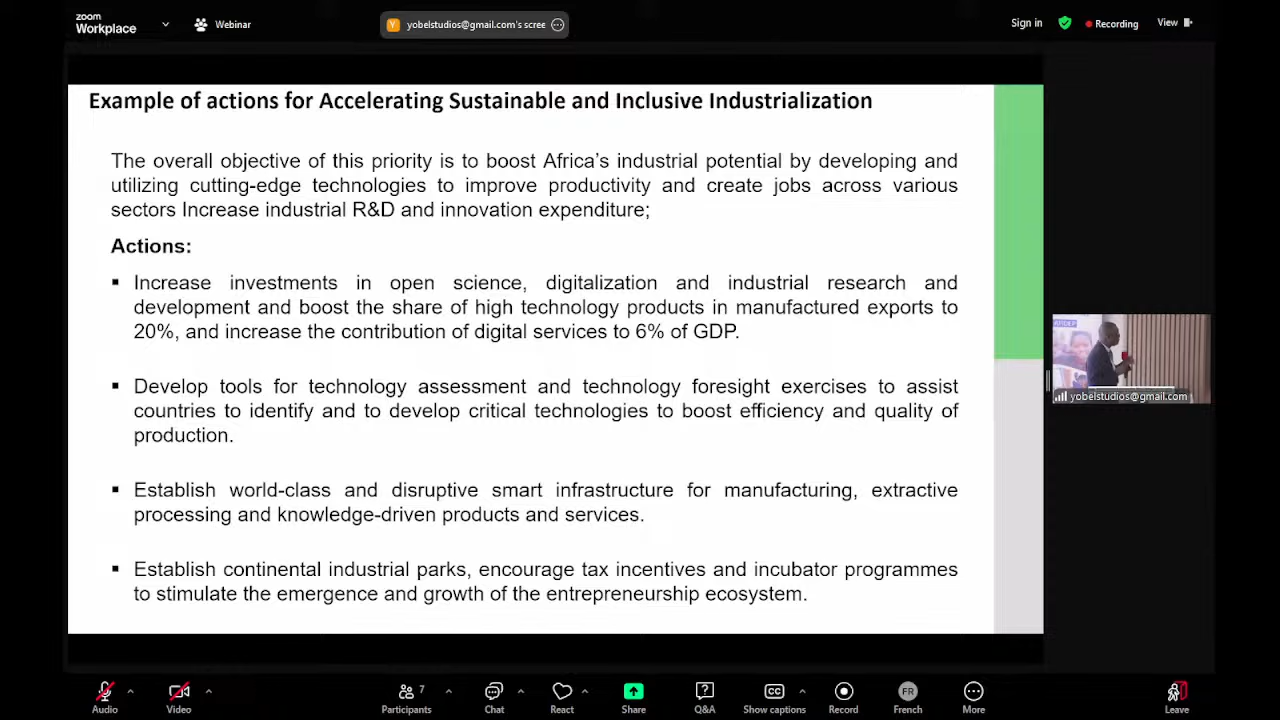 zoom
Workplace
Webinar
Y yobelstudios@gmail.com's scree
Sign in
Recording
View
Example of actions for Accelerating Sustainable and Inclusive Industrialization
The overall objective of this priority is to boost Africa’s industrial potential by developing and
utilizing cutting-edge technologies to improve productivity and create jobs across various
sectors Increase industrial R&D and innovation expenditure;
Actions:
▪ Increase investments in open science, digitalization and industrial research and
development and boost the share of high technology products in manufactured exports to
20%, and increase the contribution of digital services to 6% of GDP.
▪ Develop tools for technology assessment and technology foresight exercises to assist
countries to identify and to develop critical technologies to boost efficiency and quality of
production.
▪ Establish world-class and disruptive smart infrastructure for manufacturing, extractive
processing and knowledge-driven products and services.
▪ Establish continental industrial parks, encourage tax incentives and incubator programmes
to stimulate the emergence and growth of the entrepreneurship ecosystem.
yobelstudios@gmail.com
Audio
Video
7
Participants
Chat
React
Share
Q&A
CC
Show captions
Record
FR
French
More
Leave